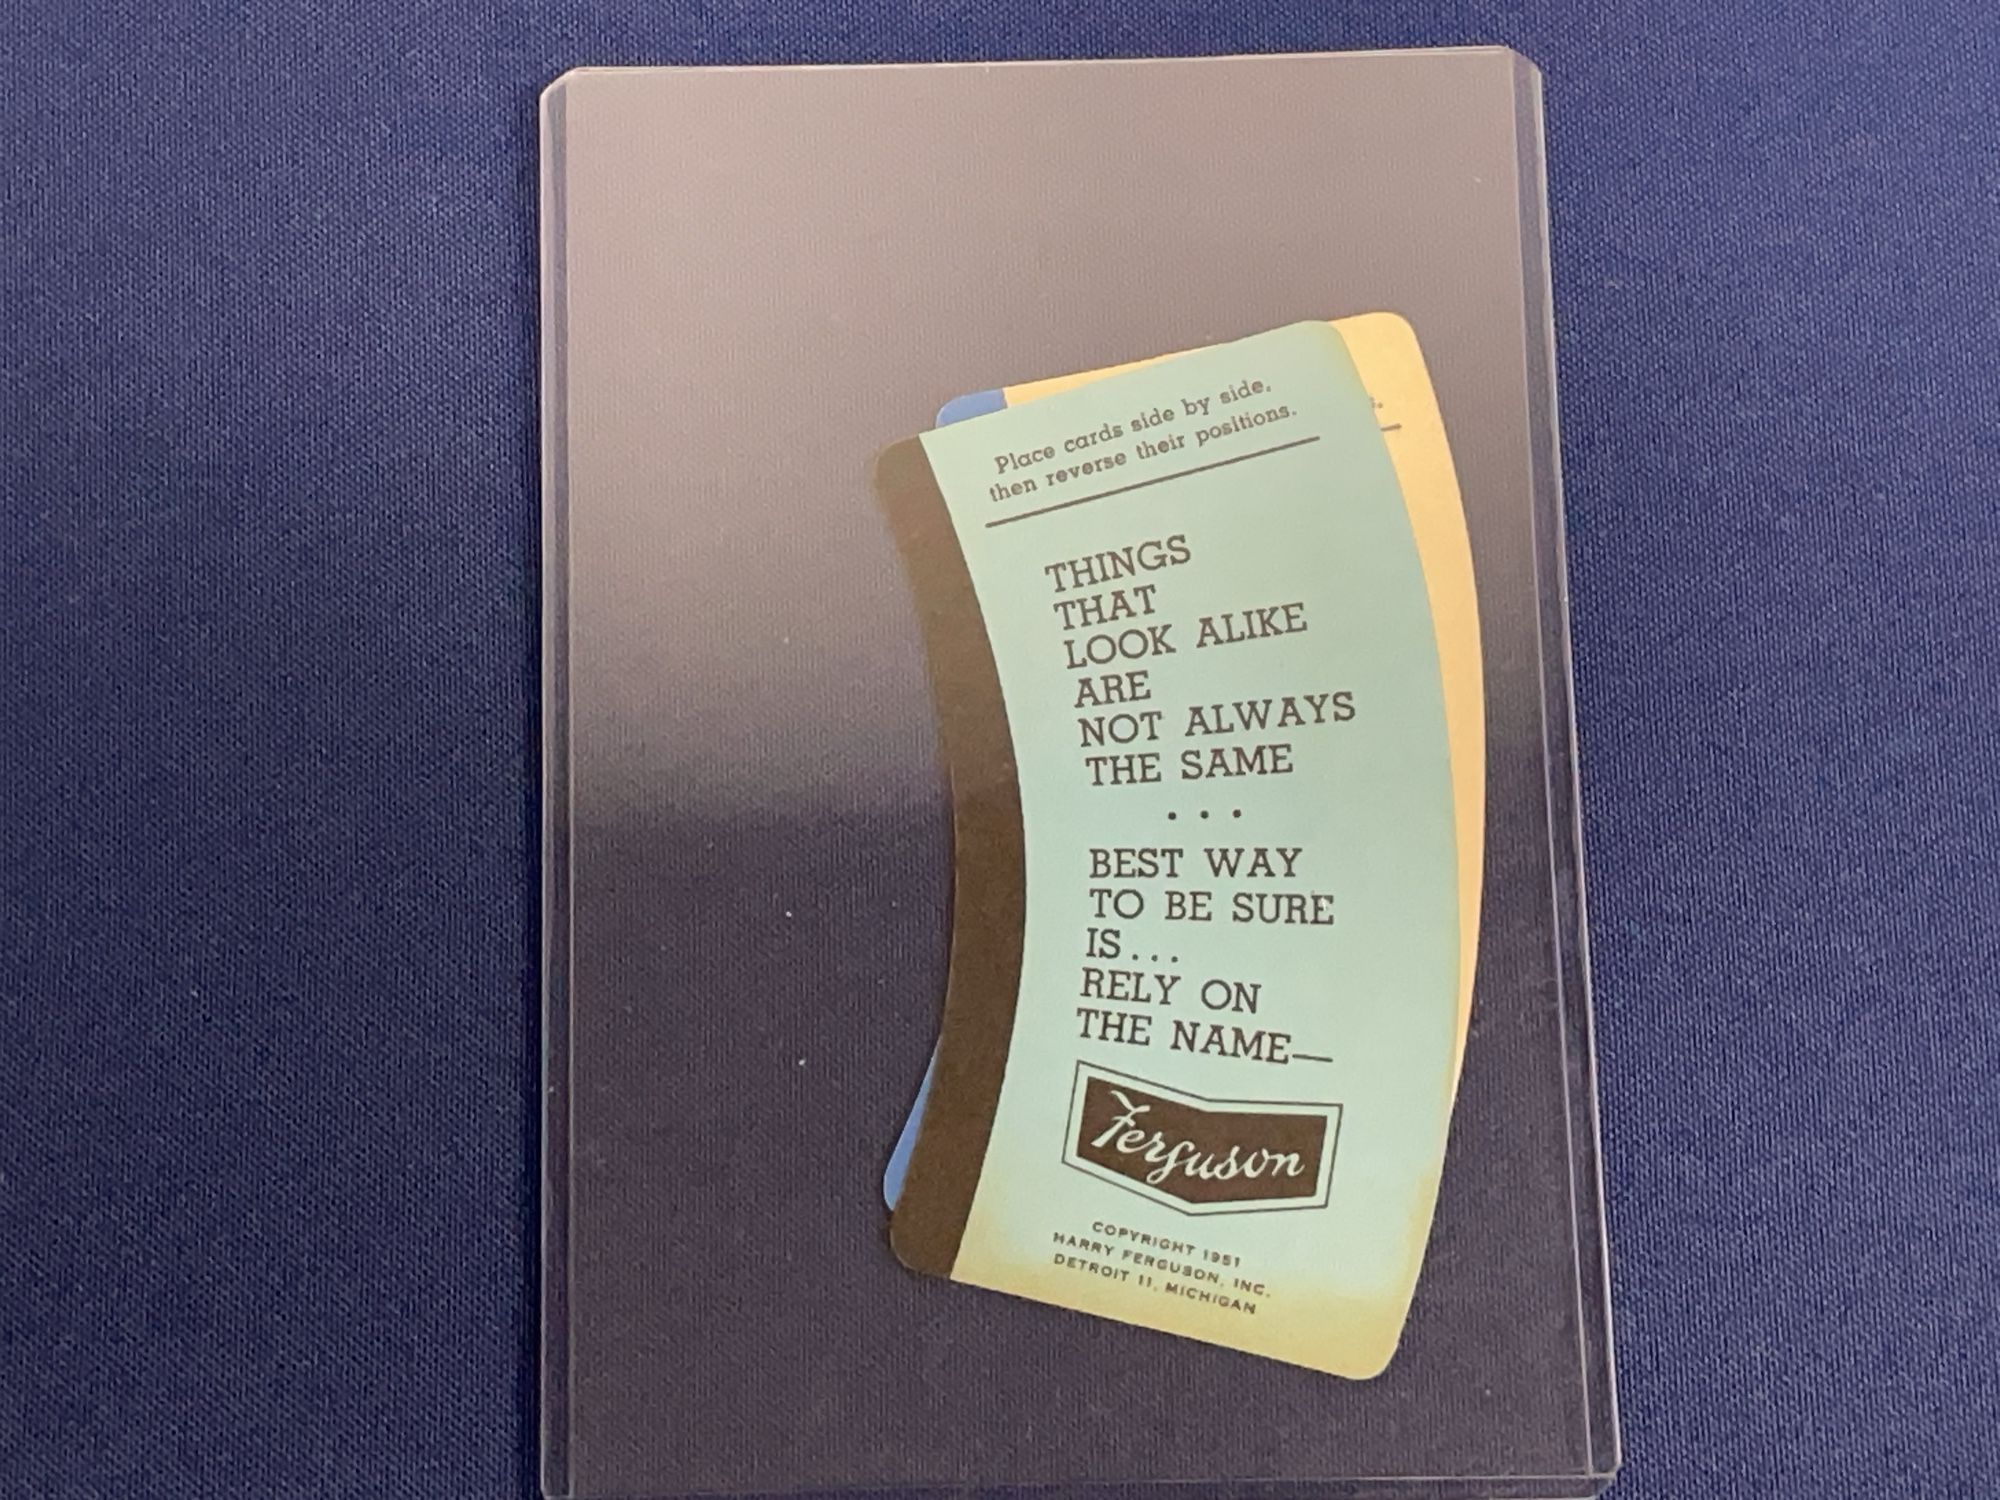 Place cards side by side,
then reverse their positions.
THINGS
THAT
LOOK ALIKE
ARE
NOT ALWAYS
THE SAME
...
BEST WAY
TO BE SURE
IS...
RELY ON
THE NAME—
Ferguson
COPYRIGHT 1951
HARRY FERGUSON, INC.
DETROIT 11, MICHIGAN